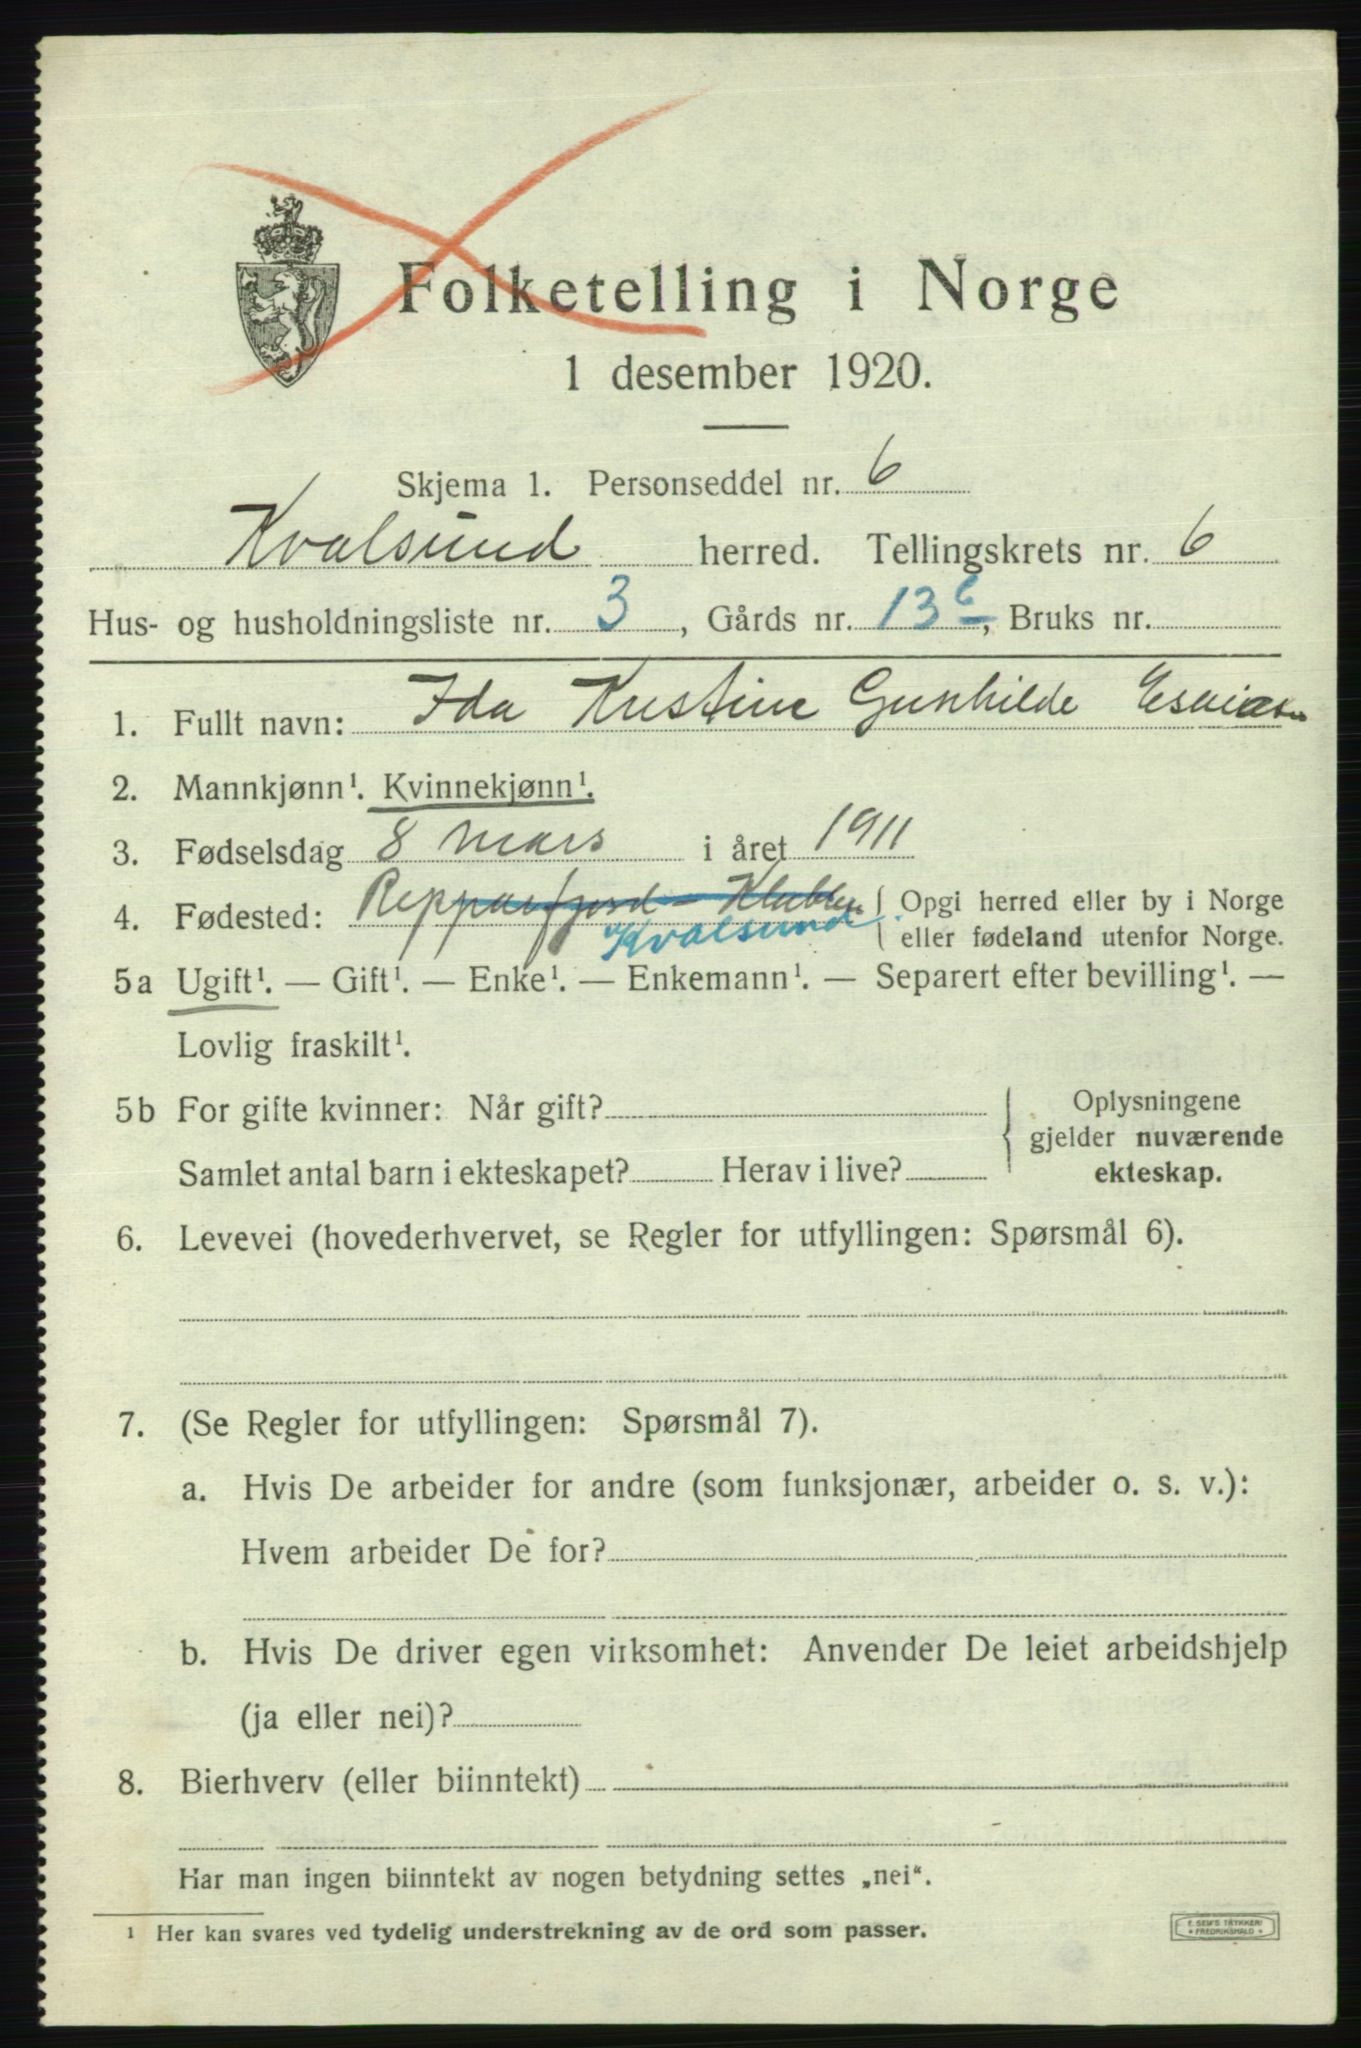 Folketelling i Norge
1 desember 1920.
Skjema 1. Personseddel nr. 6
Kvalsund herred. Tellingskrets nr. 6
Hus- og husholdningsliste nr. 3, Gårds nr. 13 c, Bruks nr.
1. Fullt navn: Ida Kristine Gunhilde Esaiasn
2. Mannkjønn¹. Kvinnekjønn¹.
3. Fødselsdag 8 mars i året 1911
4. Fødested: Repparfjord - Klubben { Opgi herred eller by i Norge
Kvalsund eller fødeland utenfor Norge.
5a Ugift¹. — Gift¹. — Enke¹. — Enkemann¹. — Separert efter bevilling¹. —
Lovlig fraskilt¹.
5b For gifte kvinner: Når gift? { Oplysningene
gjelder nuværende
Samlet antal barn i ekteskapet? Herav i live? ekteskap.
6. Levevei (hovederhvervet, se Regler for utfyllingen: Spørsmål 6).
7. (Se Regler for utfyllingen: Spørsmål 7).
a. Hvis De arbeider for andre (som funksjonær, arbeider o. s. v.):
Hvem arbeider De for?
b. Hvis De driver egen virksomhet: Anvender De leiet arbeidshjelp
(ja eller nei)?
8. Bierhverv (eller biinntekt)
Har man ingen biinntekt av nogen betydning settes „nei“.
¹ Her kan svares ved tydelig understrekning av de ord som passer.
E. SEM'S TRYKKERI
FREDRIKSHALD